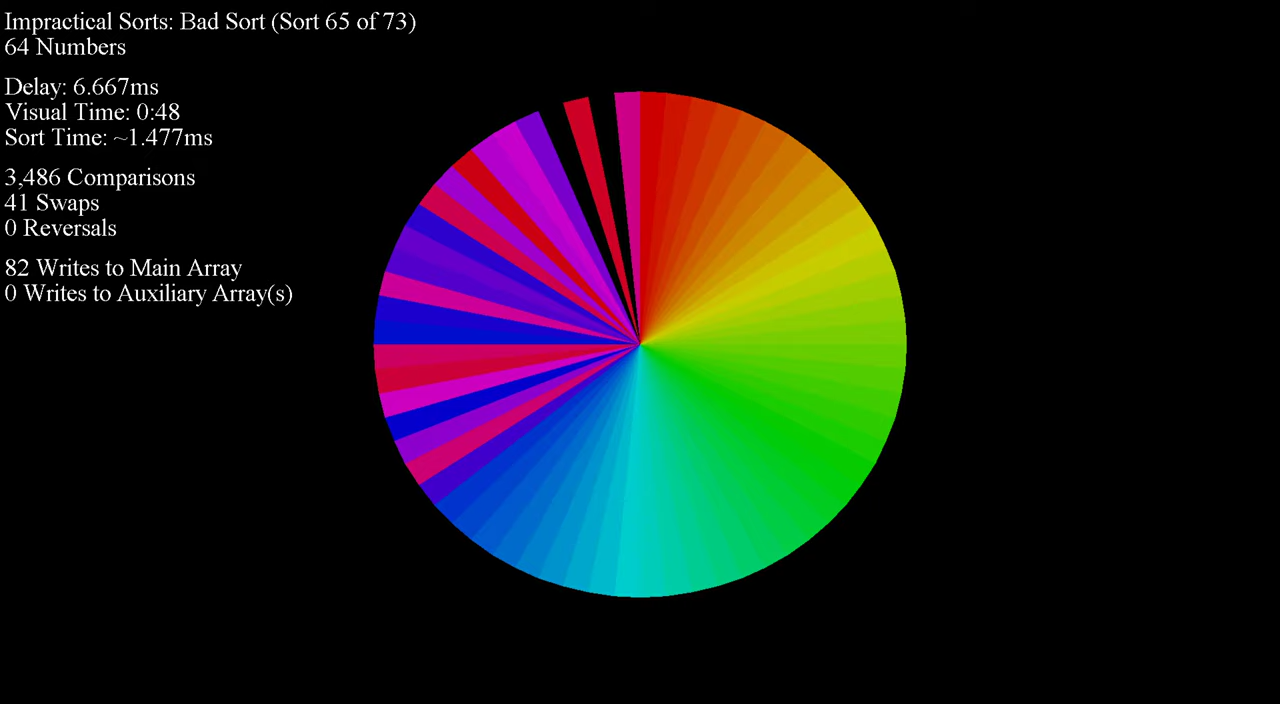 Impractical Sorts: Bad Sort (Sort 65 of 73)
64 Numbers
Delay: 6.667ms
Visual Time: 0:48
Sort Time: ~1.477ms
3,486 Comparisons
41 Swaps
0 Reversals
82 Writes to Main Array
0 Writes to Auxiliary Array(s)